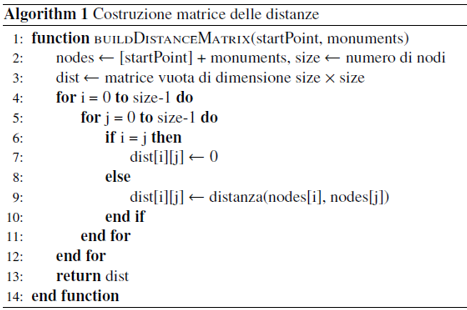 Algorithm 1 Costruzione matrice delle distanze
1: function BUILDDISTANCEMATRIX(startPoint, monuments)
2: nodes ← [startPoint] + monuments, size ← numero di nodi
3: dist ← matrice vuota di dimensione size × size
4: for i = 0 to size-1 do
5: for j = 0 to size-1 do
6: if i = j then
7: dist[i][j] ← 0
8: else
9: dist[i][j] ← distanza(nodes[i], nodes[j])
10: end if
11: end for
12: end for
13: return dist
14: end function